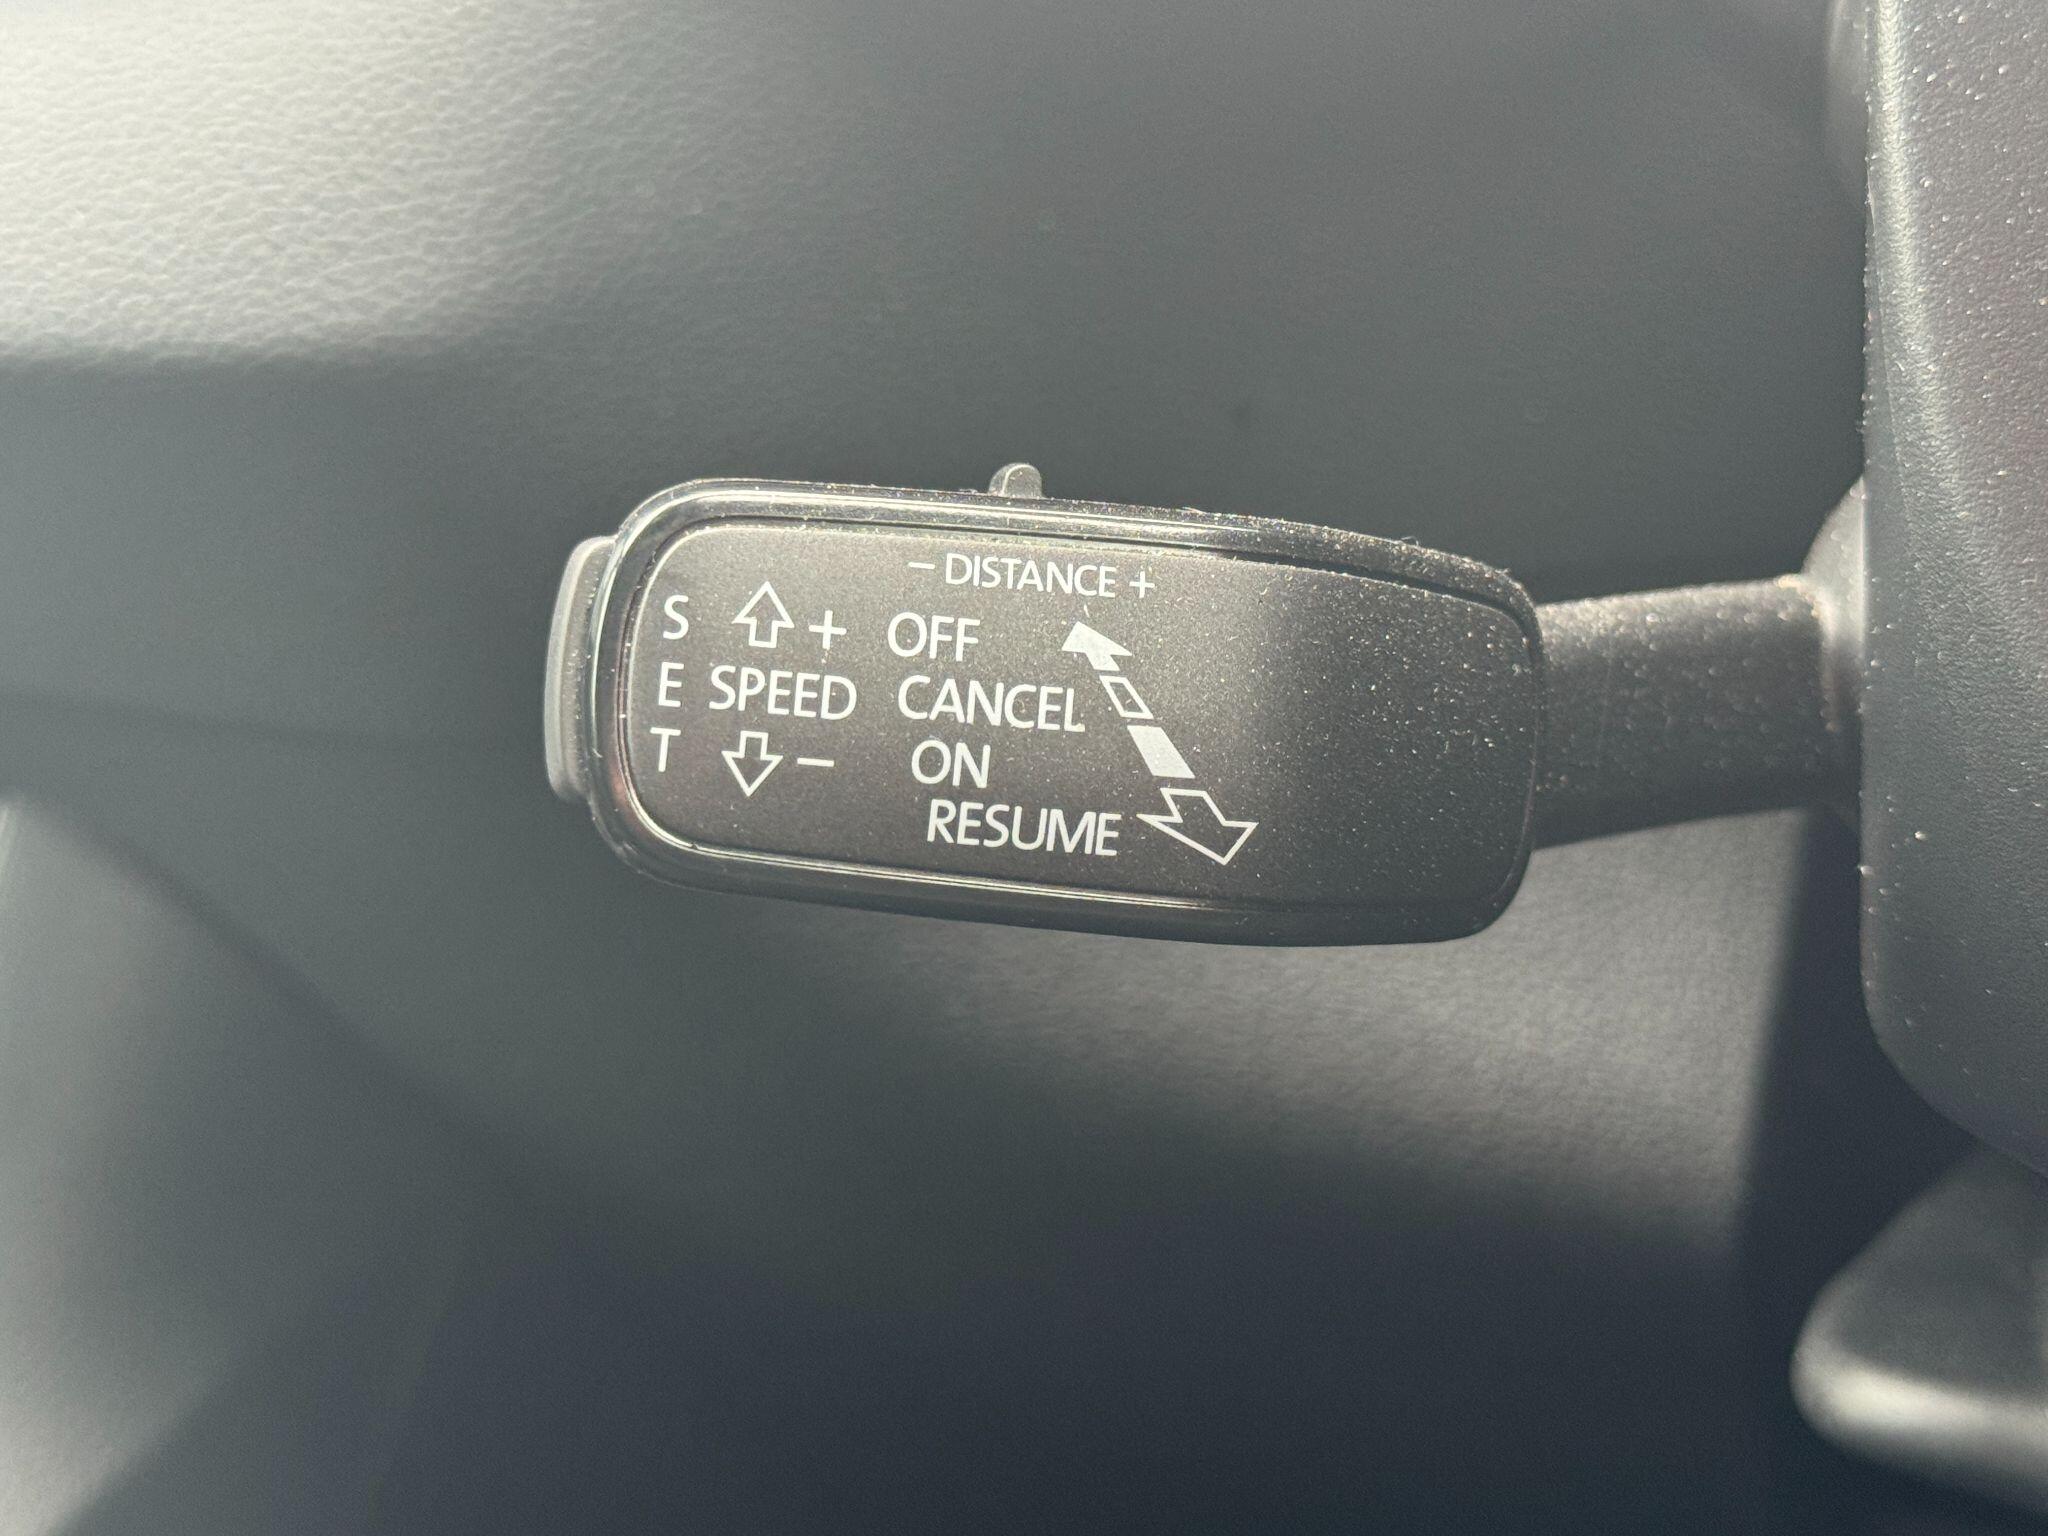 – DISTANCE +
S + OFF
E SPEED CANCEL
T – ON
RESUME